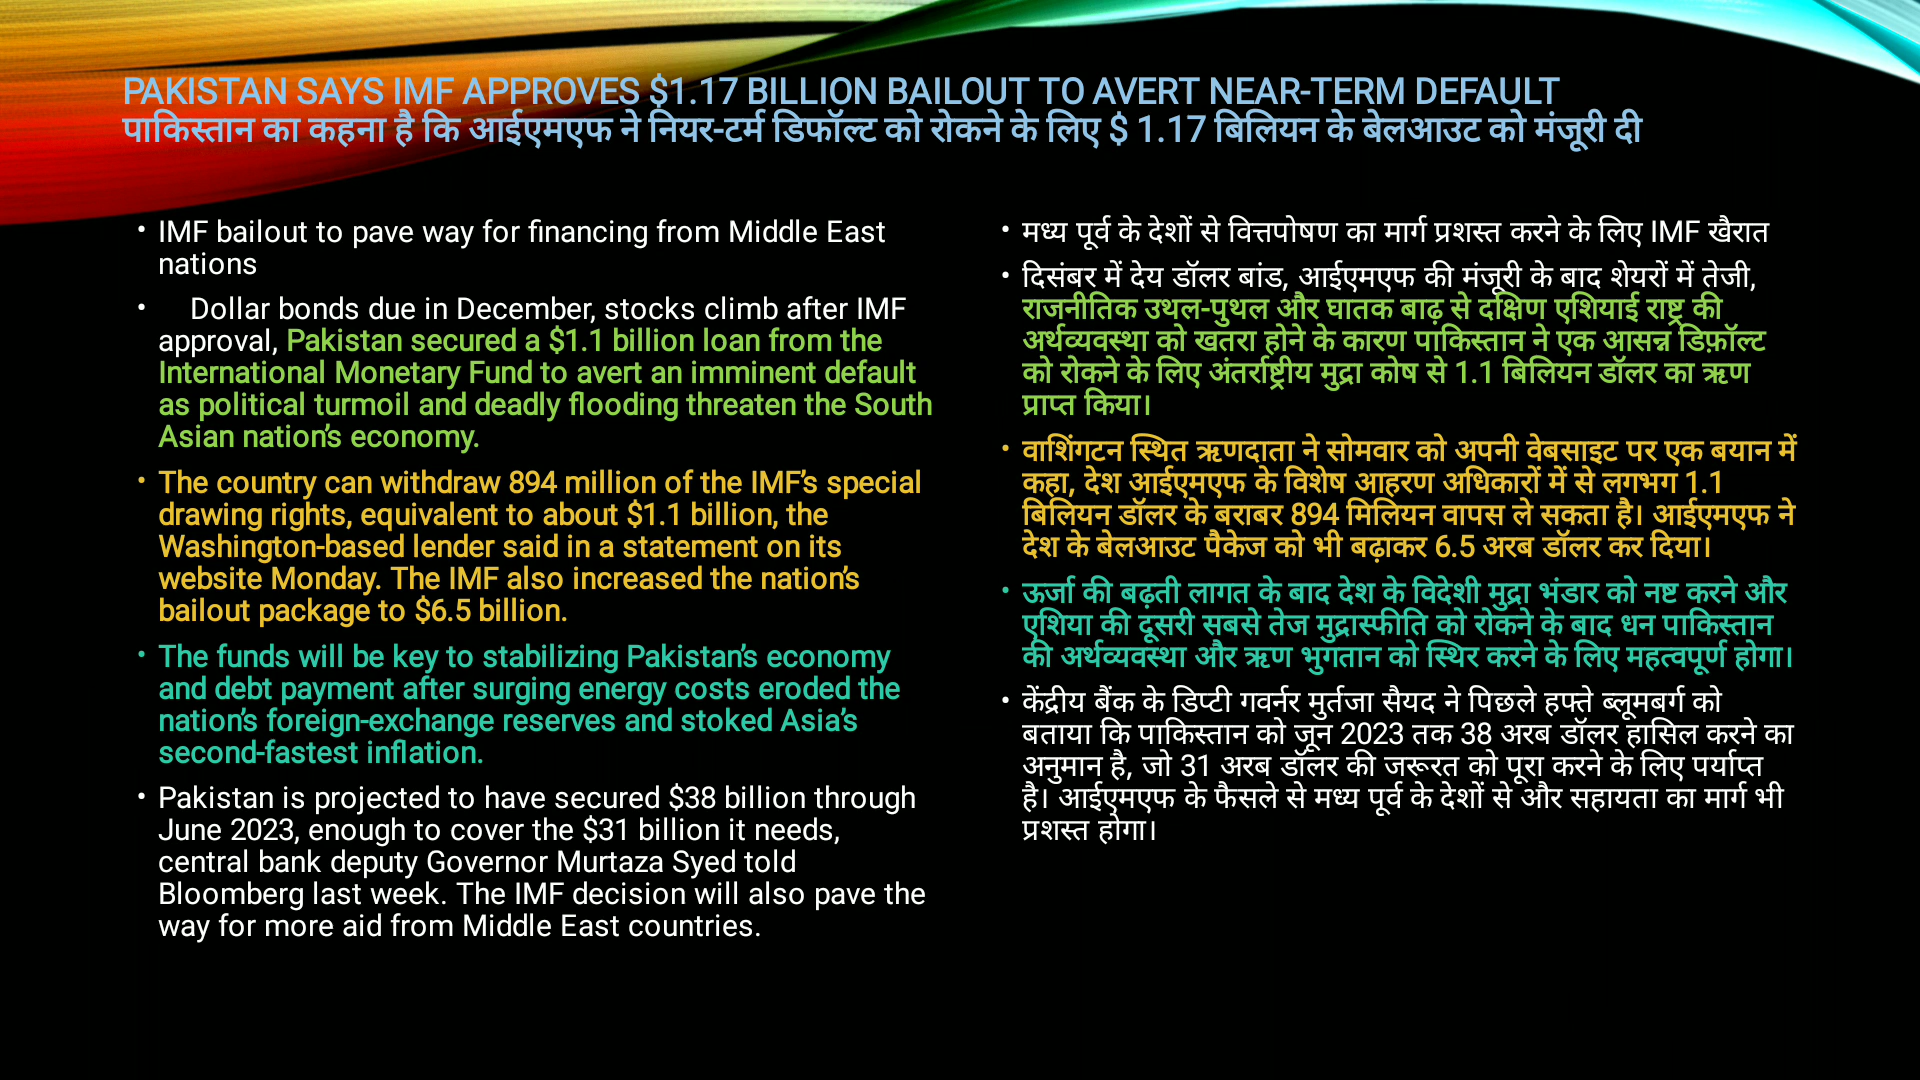 PAKISTAN SAYS IMF APPROVES $1.17 BILLION BAILOUT TO AVERT NEAR-TERM DEFAULT
पाकिस्तान का कहना है कि आईएमएफ ने नियर-टर्म डिफॉल्ट को रोकने के लिए $ 1.17 बिलियन के बेलआउट को मंजूरी दी
• IMF bailout to pave way for financing from Middle East
nations
• Dollar bonds due in December, stocks climb after IMF
approval, Pakistan secured a $1.1 billion loan from the
International Monetary Fund to avert an imminent default
as political turmoil and deadly flooding threaten the South
Asian nation’s economy.
• The country can withdraw 894 million of the IMF’s special
drawing rights, equivalent to about $1.1 billion, the
Washington-based lender said in a statement on its
website Monday. The IMF also increased the nation’s
bailout package to $6.5 billion.
• The funds will be key to stabilizing Pakistan’s economy
and debt payment after surging energy costs eroded the
nation’s foreign-exchange reserves and stoked Asia’s
second-fastest inflation.
• Pakistan is projected to have secured $38 billion through
June 2023, enough to cover the $31 billion it needs,
central bank deputy Governor Murtaza Syed told
Bloomberg last week. The IMF decision will also pave the
way for more aid from Middle East countries.
• मध्य पूर्व के देशों से वित्तपोषण का मार्ग प्रशस्त करने के लिए IMF खैरात
• दिसंबर में देय डॉलर बांड, आईएमएफ की मंजूरी के बाद शेयरों में तेजी,
राजनीतिक उथल-पुथल और घातक बाढ़ से दक्षिण एशियाई राष्ट्र की
अर्थव्यवस्था को खतरा होने के कारण पाकिस्तान ने एक आसन्न डिफ़ॉल्ट
को रोकने के लिए अंतर्राष्ट्रीय मुद्रा कोष से 1.1 बिलियन डॉलर का ऋण
प्राप्त किया।
• वाशिंगटन स्थित ऋणदाता ने सोमवार को अपनी वेबसाइट पर एक बयान में
कहा, देश आईएमएफ के विशेष आहरण अधिकारों में से लगभग 1.1
बिलियन डॉलर के बराबर 894 मिलियन वापस ले सकता है। आईएमएफ ने
देश के बेलआउट पैकेज को भी बढ़ाकर 6.5 अरब डॉलर कर दिया।
• ऊर्जा की बढ़ती लागत के बाद देश के विदेशी मुद्रा भंडार को नष्ट करने और
एशिया की दूसरी सबसे तेज मुद्रास्फीति को रोकने के बाद धन पाकिस्तान
की अर्थव्यवस्था और ऋण भुगतान को स्थिर करने के लिए महत्वपूर्ण होगा।
• केंद्रीय बैंक के डिप्टी गवर्नर मुर्तजा सैयद ने पिछले हफ्ते ब्लूमबर्ग को
बताया कि पाकिस्तान को जून 2023 तक 38 अरब डॉलर हासिल करने का
अनुमान है, जो 31 अरब डॉलर की जरूरत को पूरा करने के लिए पर्याप्त
है। आईएमएफ के फैसले से मध्य पूर्व के देशों से और सहायता का मार्ग भी
प्रशस्त होगा।